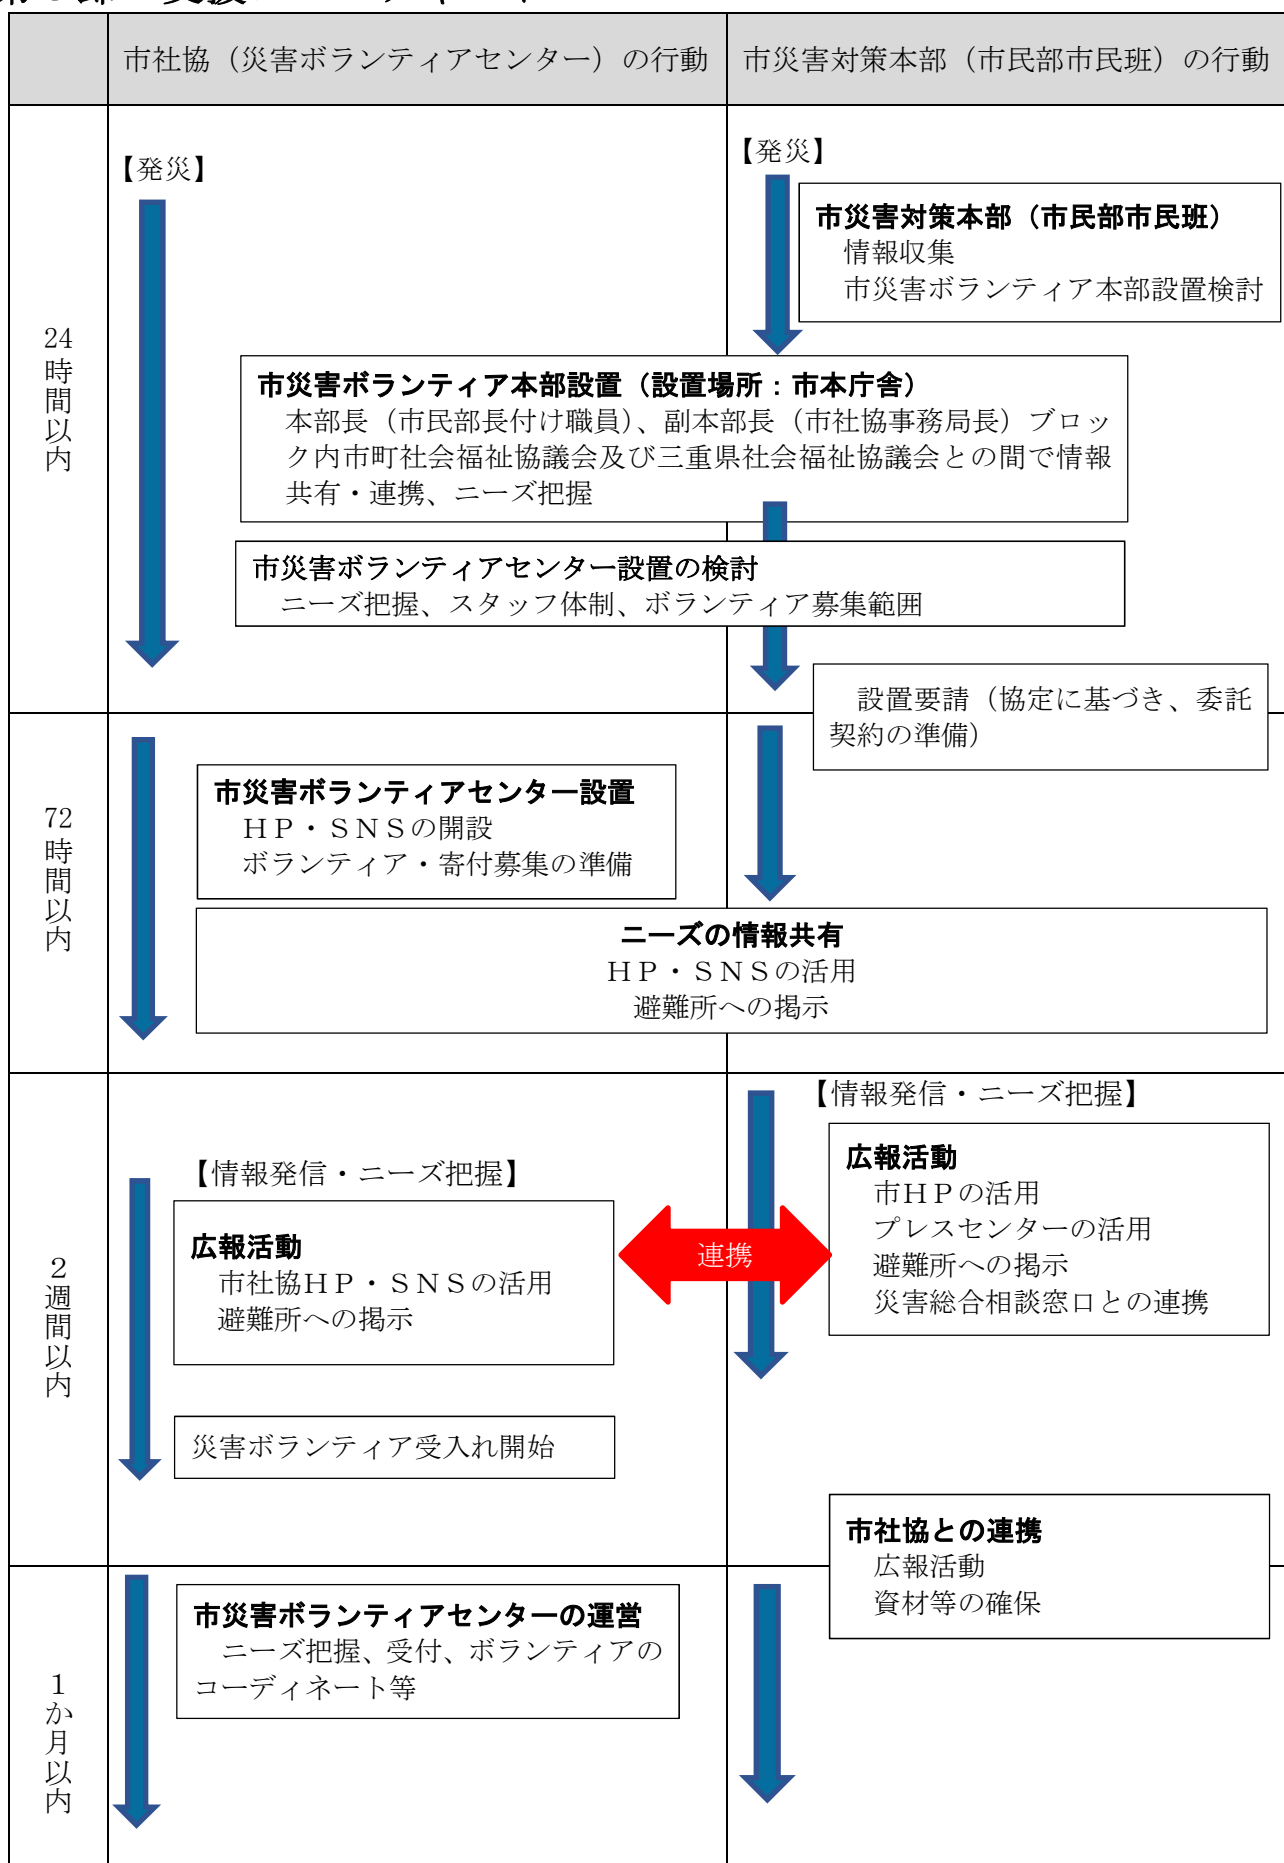 市社協（災害ボランティアセンター）の行動
市災害対策本部（市民部市民班）の行動
24時間以内
【発災】
【発災】
市災害対策本部（市民部市民班）
情報収集
市災害ボランティア本部設置検討
市災害ボランティア本部設置（設置場所：市本庁舎）
本部長（市民部長付け職員）、副本部長（市社協事務局長）ブロッ
ク内市町社会福祉協議会及び三重県社会福祉協議会との間で情報
共有・連携、ニーズ把握
市災害ボランティアセンター設置の検討
ニーズ把握、スタッフ体制、ボランティア募集範囲
設置要請（協定に基づき、委託
契約の準備）
72時間以内
市災害ボランティアセンター設置
ＨＰ・ＳＮＳの開設
ボランティア・寄付募集の準備
ニーズの情報共有
ＨＰ・ＳＮＳの活用
避難所への掲示
２週間以内
【情報発信・ニーズ把握】
広報活動
市社協ＨＰ・ＳＮＳの活用
避難所への掲示
連携
【情報発信・ニーズ把握】
広報活動
市ＨＰの活用
プレスセンターの活用
避難所への掲示
災害総合相談窓口との連携
災害ボランティア受入れ開始
市社協との連携
広報活動
資材等の確保
１か月以内
市災害ボランティアセンターの運営
ニーズ把握、受付、ボランティアの
コーディネート等